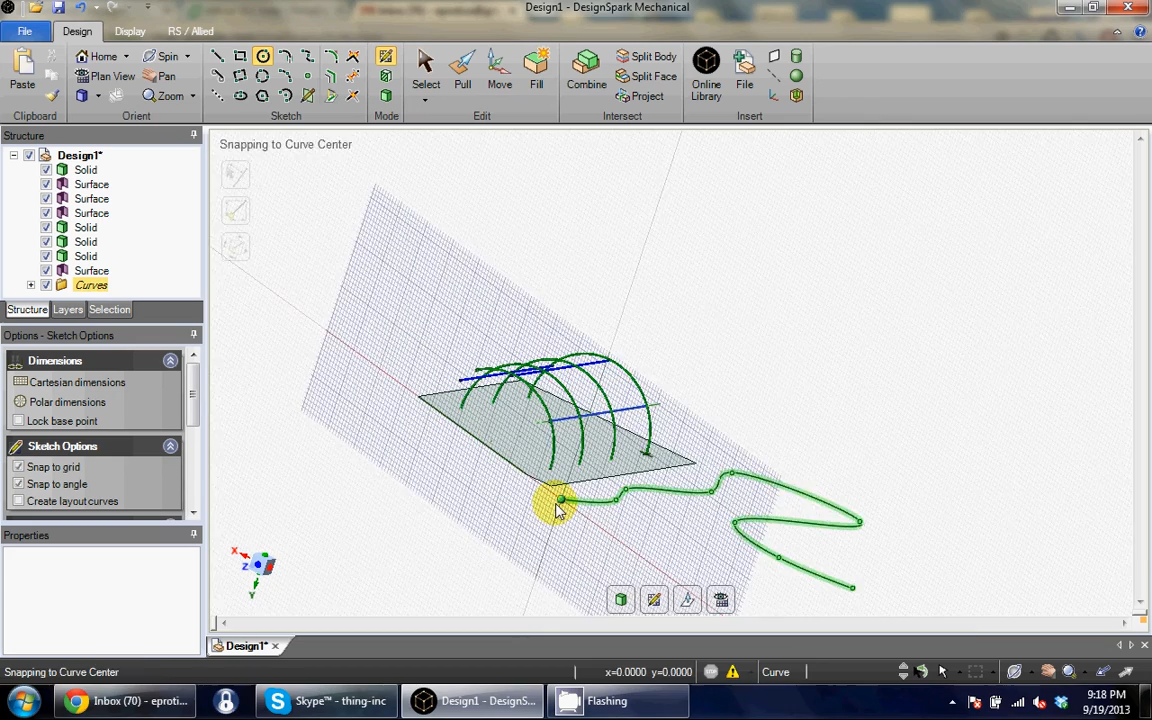 Design1 - DesignSpark Mechanical
File
Design
Display
RS / Allied
Paste
Home
Spin
Plan View
Pan
Zoom
Select
Pull
Move
Fill
Combine
Split Body
Split Face
Project
Online
Library
File
Clipboard
Orient
Sketch
Mode
Edit
Intersect
Insert
Structure
Design1*
Solid
Surface
Surface
Surface
Solid
Solid
Solid
Surface
Curves
Structure
Layers
Selection
Options - Sketch Options
Dimensions
Cartesian dimensions
Polar dimensions
Lock base point
Sketch Options
Snap to grid
Snap to angle
Create layout curves
Properties
Snapping to Curve Center
X
Z
Y
Design1*
Snapping to Curve Center
x=0.0000 y=0.0000
Curve
Inbox (70) - eproti...
Skype™ - thing-inc
Design1 - DesignS...
Flashing
9:18 PM
9/19/2013